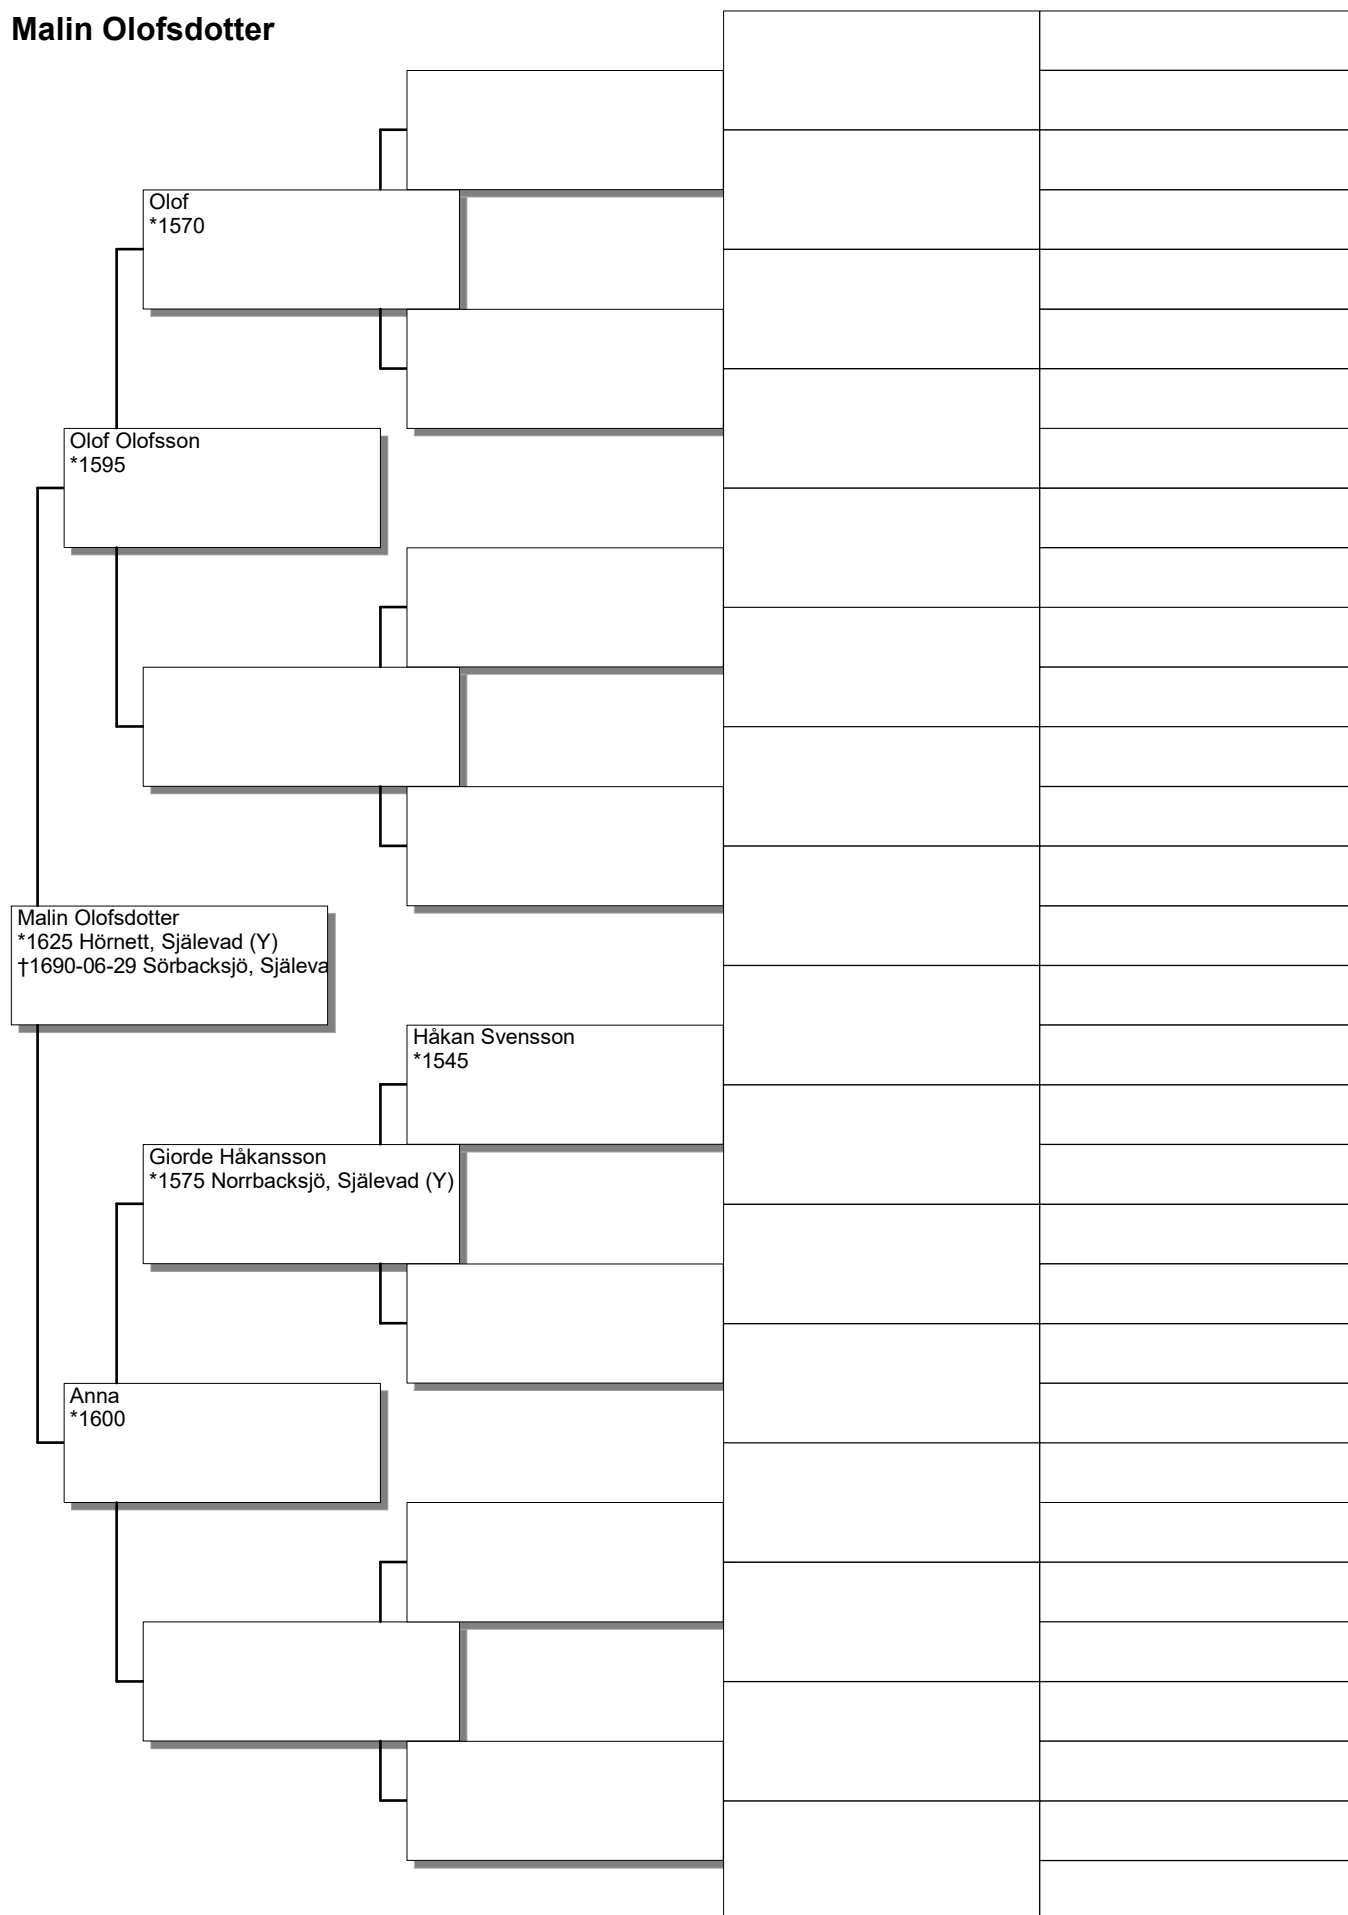 Malin Olofsdotter
Olof
*1570
Olof Olofsson
*1595
Malin Olofsdotter
*1625 Hörnett, Själevad (Y)
†1690-06-29 Sörbacksjö, Själeva
Håkan Svensson
*1545
Giorde Håkansson
*1575 Norrbacksjö, Själevad (Y)
Anna
*1600